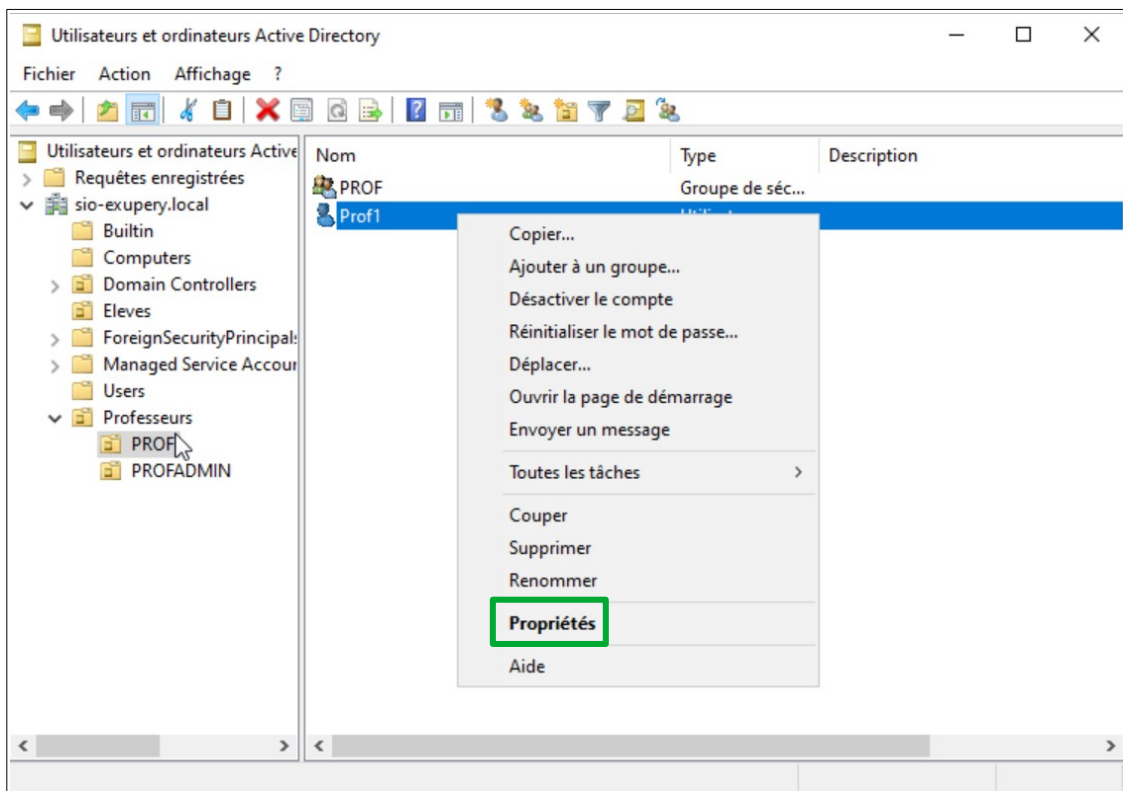 Utilisateurs et ordinateurs Active Directory
Fichier Action Affichage ?
Utilisateurs et ordinateurs Active
Requêtes enregistrées
sio-exupery.local
Builtin
Computers
Domain Controllers
Eleves
ForeignSecurityPrincipals
Managed Service Accour
Users
Professeurs
PROF
PROFADMIN
Nom Type Description
PROF Groupe de séc...
Prof1
Copier...
Ajouter à un groupe...
Désactiver le compte
Réinitialiser le mot de passe...
Déplacer...
Ouvrir la page de démarrage
Envoyer un message
Toutes les tâches
Couper
Supprimer
Renommer
Propriétés
Aide